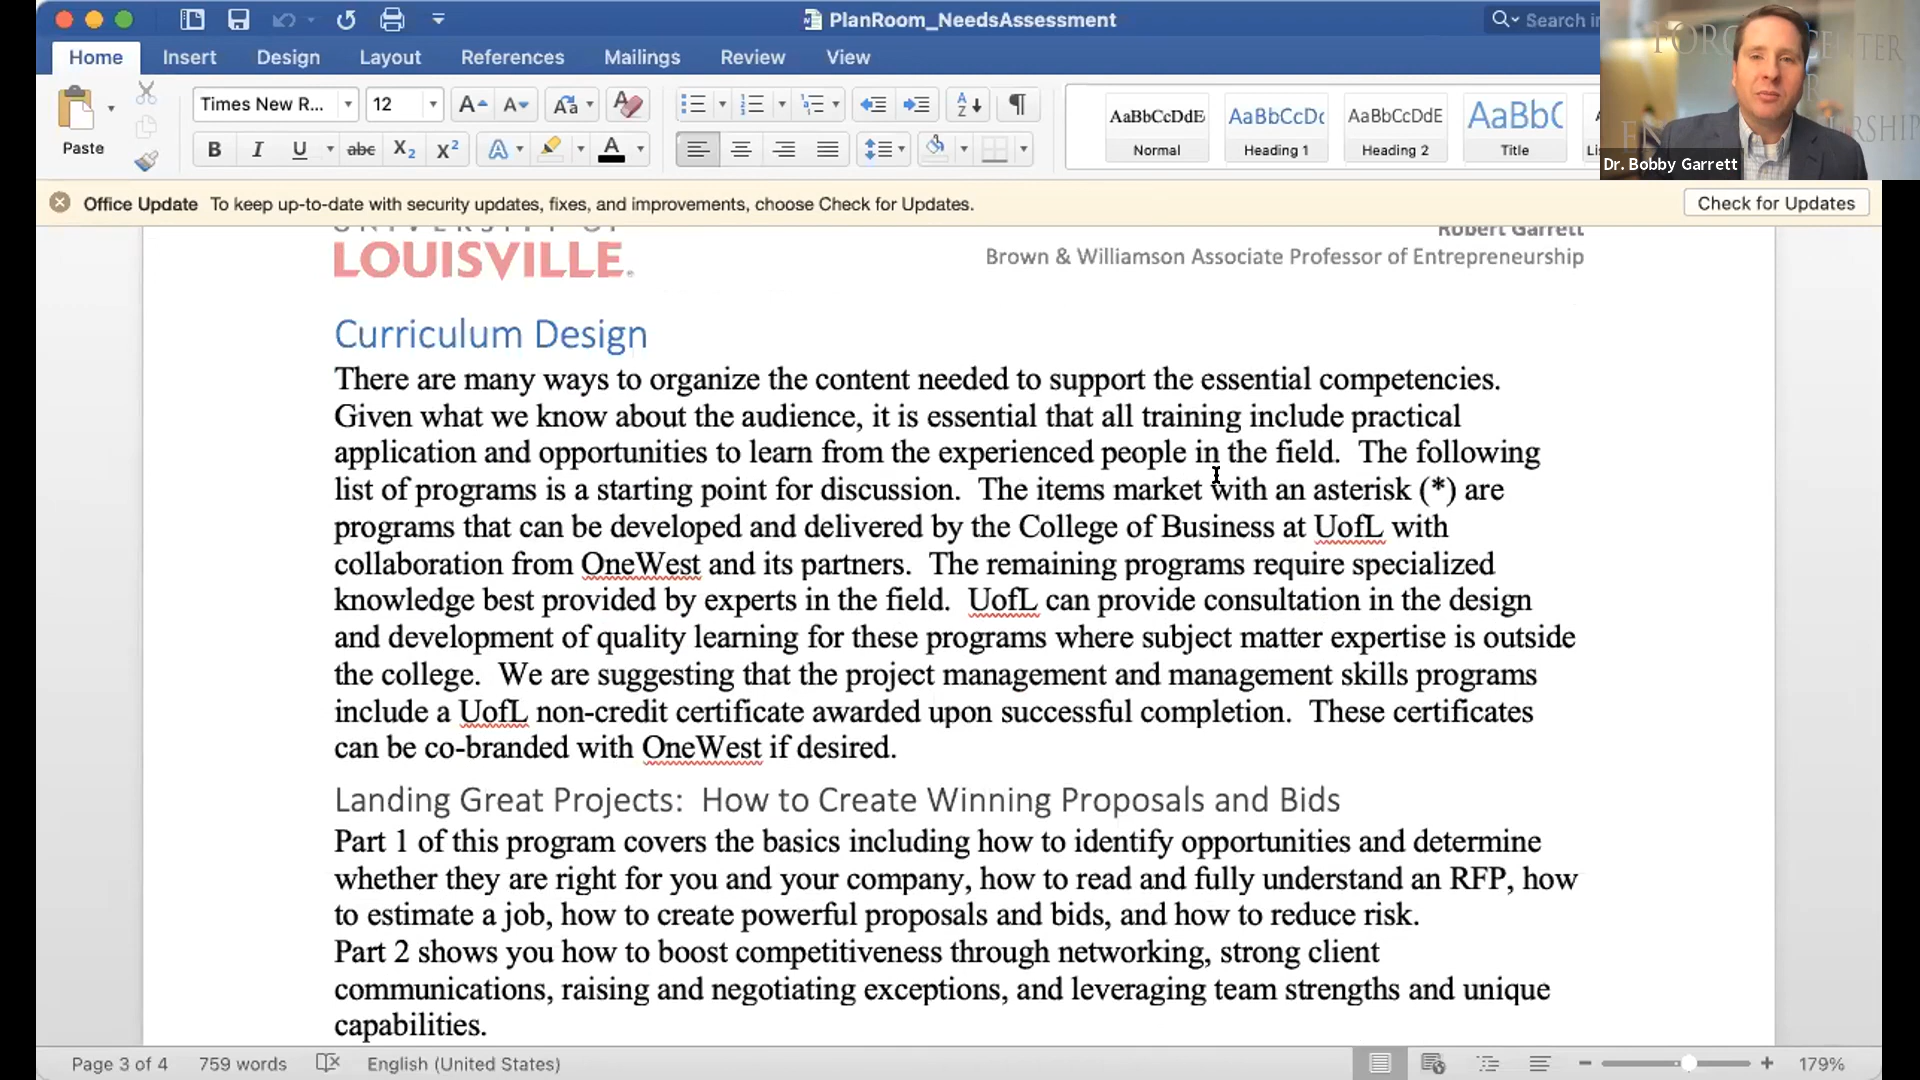 PlanRoom_NeedsAssessment
Search in
Home
Insert
Design
Layout
References
Mailings
Review
View
Times New R...
12
Paste
AaBbCcDdE
Normal
AaBbCcDc
Heading 1
AaBbCcDdE
Heading 2
AaBbC
Title
Dr. Bobby Garrett
Office Update To keep up-to-date with security updates, fixes, and improvements, choose Check for Updates.
Check for Updates
UNIVERSITY OF
LOUISVILLE.
Robert Garrett
Brown & Williamson Associate Professor of Entrepreneurship
Curriculum Design
There are many ways to organize the content needed to support the essential competencies.
Given what we know about the audience, it is essential that all training include practical
application and opportunities to learn from the experienced people in the field. The following
list of programs is a starting point for discussion. The items market with an asterisk (*) are
programs that can be developed and delivered by the College of Business at UofL with
collaboration from OneWest and its partners. The remaining programs require specialized
knowledge best provided by experts in the field. UofL can provide consultation in the design
and development of quality learning for these programs where subject matter expertise is outside
the college. We are suggesting that the project management and management skills programs
include a UofL non-credit certificate awarded upon successful completion. These certificates
can be co-branded with OneWest if desired.
Landing Great Projects: How to Create Winning Proposals and Bids
Part 1 of this program covers the basics including how to identify opportunities and determine
whether they are right for you and your company, how to read and fully understand an RFP, how
to estimate a job, how to create powerful proposals and bids, and how to reduce risk.
Part 2 shows you how to boost competitiveness through networking, strong client
communications, raising and negotiating exceptions, and leveraging team strengths and unique
capabilities.
Page 3 of 4
759 words
English (United States)
179%